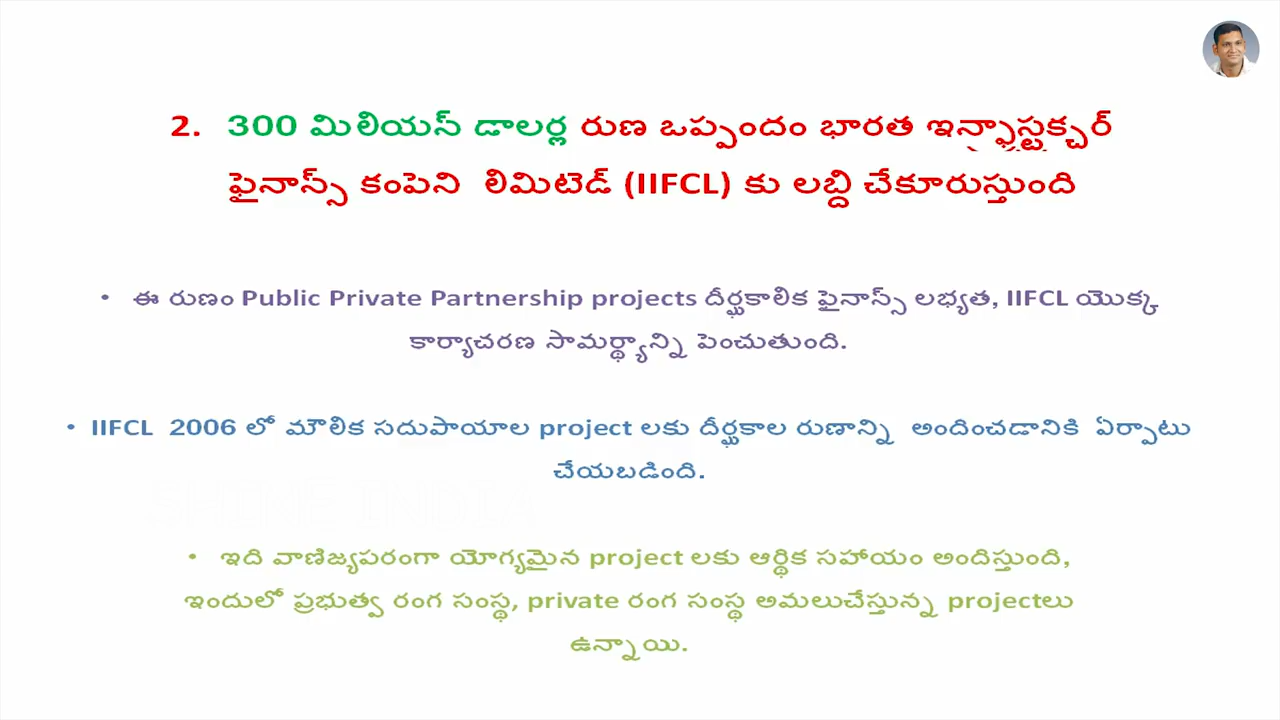 2. 300 మిలియన్ డాలర్ల రుణ ఒప్పందం భారత ఇన్ఫ్రాస్ట్రక్చర్
ఫైనాన్స్ కంపెని లిమిటెడ్ (IIFCL) కు లబ్ది చేకూరుస్తుంది
• ఈ రుణం Public Private Partnership projects దీర్ఘకాలిక ఫైనాన్స్ లభ్యత, IIFCL యొక్క
కార్యాచరణ సామర్థ్యాన్ని పెంచుతుంది.
• IIFCL 2006 లో మౌలిక సదుపాయాల project లకు దీర్ఘకాల రుణాన్ని అందించడానికి ఏర్పాటు
చేయబడింది.
SHINE INDIA
• ఇది వాణిజ్యపరంగా యోగ్యమైన project లకు ఆర్థిక సహాయం అందిస్తుంది,
ఇందులో ప్రభుత్వ రంగ సంస్థ, private రంగ సంస్థ అమలుచేస్తున్న projectలు
ఉన్నాయి.